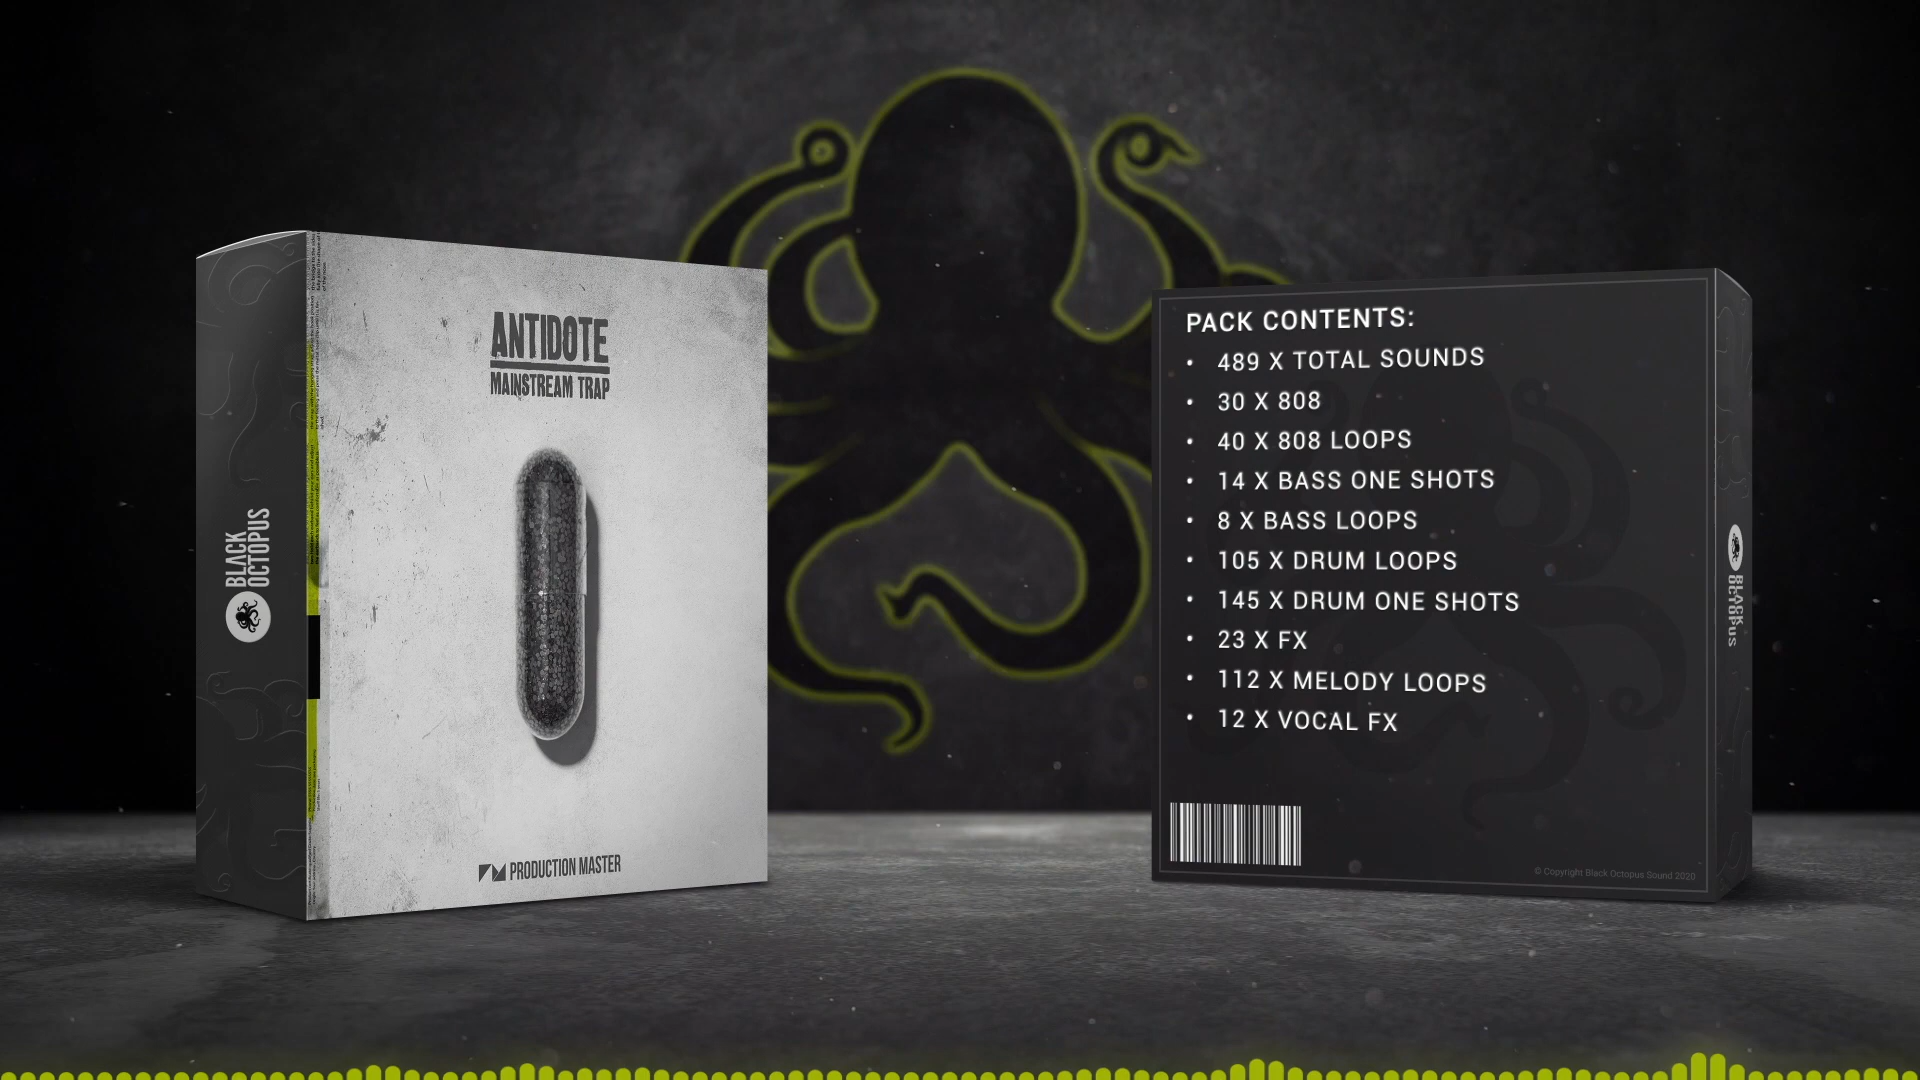 ANTIDOTE
MAINSTREAM TRAP
PRODUCTION MASTER
BLACK
OCTOPUS
PACK CONTENTS:
• 489 X TOTAL SOUNDS
• 30 X 808
• 40 X 808 LOOPS
• 14 X BASS ONE SHOTS
• 8 X BASS LOOPS
• 105 X DRUM LOOPS
• 145 X DRUM ONE SHOTS
• 23 X FX
• 112 X MELODY LOOPS
• 12 X VOCAL FX
© Copyright Black Octopus Sound 2020
BLACK
OCTOPUS